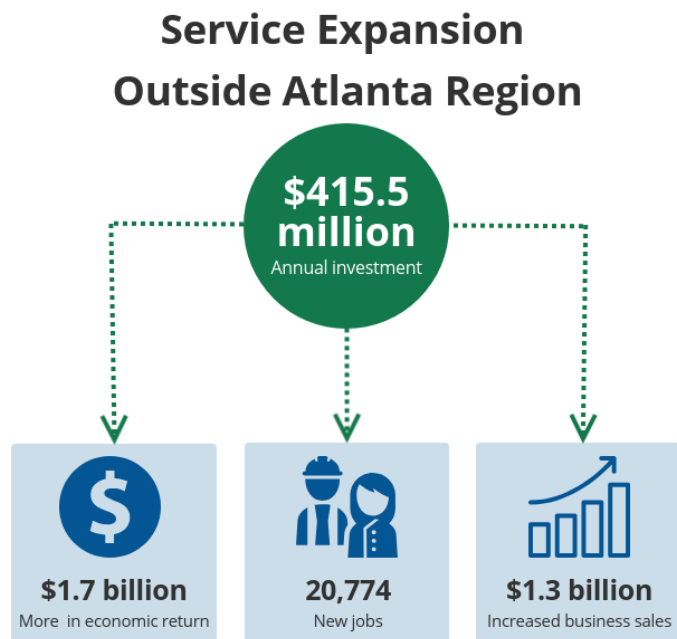 Service Expansion
Outside Atlanta Region
$415.5
million
Annual investment
$
$1.7 billion
More in economic return
20,774
New jobs
$1.3 billion
Increased business sales